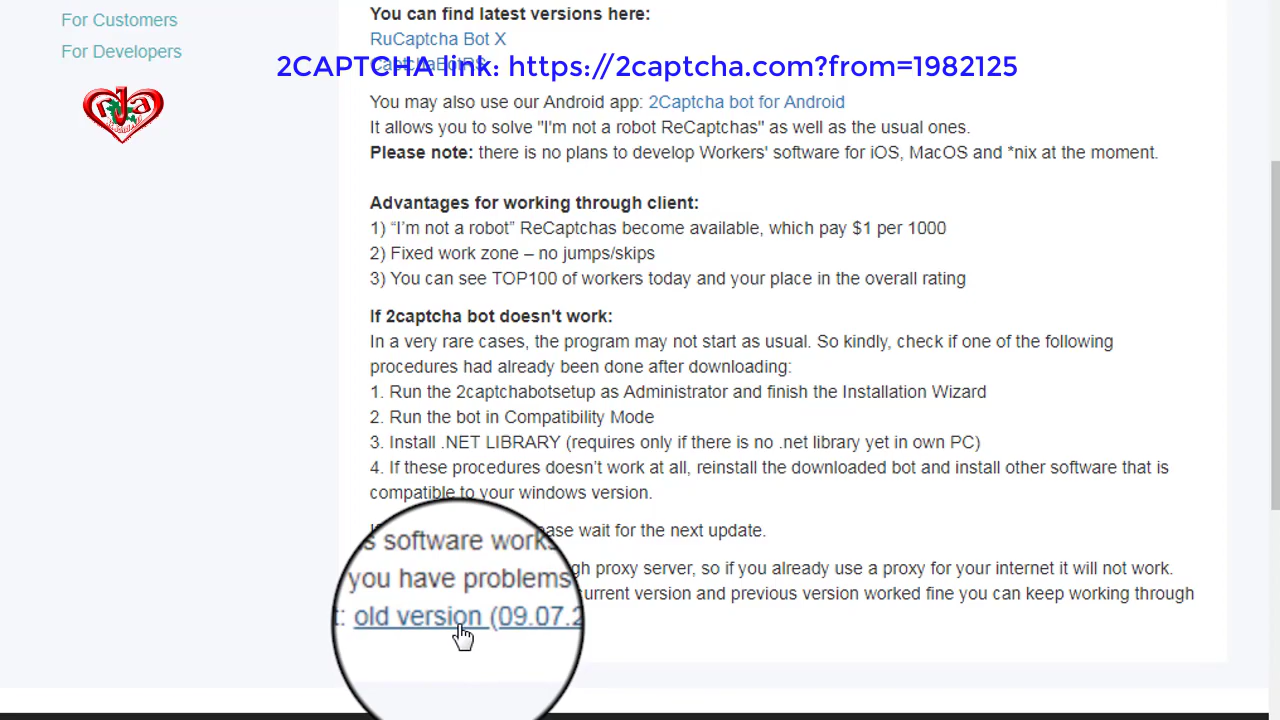 For Customers
For Developers
You can find latest versions here:
RuCaptcha Bot X
2CAPTCHA link: https://2captcha.com?from=1982125
CaptchaBotRS
You may also use our Android app: 2Captcha bot for Android
It allows you to solve "I'm not a robot ReCaptchas" as well as the usual ones.
Please note: there is no plans to develop Workers' software for iOS, MacOS and *nix at the moment.
Advantages for working through client:
1) “I’m not a robot” ReCaptchas become available, which pay $1 per 1000
2) Fixed work zone – no jumps/skips
3) You can see TOP100 of workers today and your place in the overall rating
If 2captcha bot doesn't work:
In a very rare cases, the program may not start as usual. So kindly, check if one of the following
procedures had already been done after downloading:
1. Run the 2captchabotsetup as Administrator and finish the Installation Wizard
2. Run the bot in Compatibility Mode
3. Install .NET LIBRARY (requires only if there is no .net library yet in own PC)
4. If these procedures doesn’t work at all, reinstall the downloaded bot and install other software that is
compatible to your windows version.
ase wait for the next update.
s software works
gh proxy server, so if you already use a proxy for your internet it will not work.
you have problems
current version and previous version worked fine you can keep working through
t: old version (09.07.2